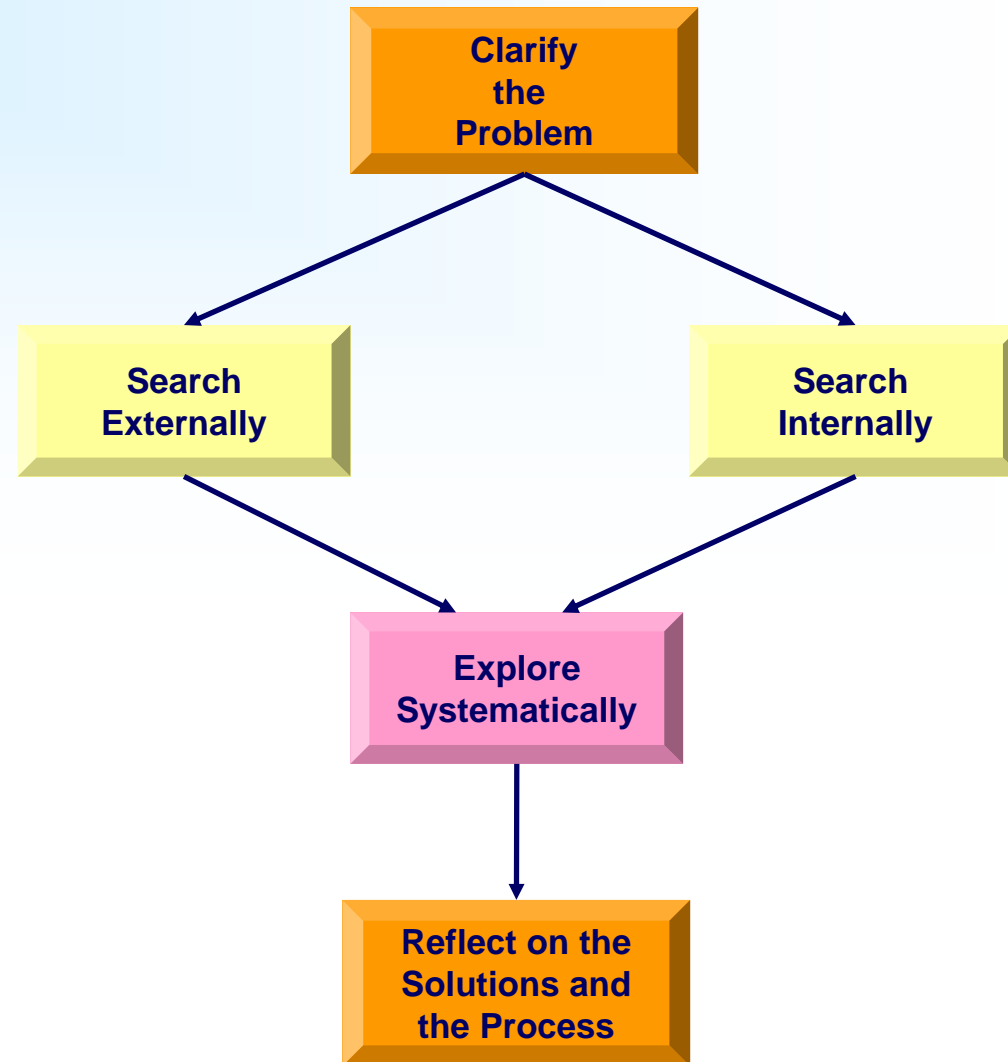 Clarify
the
Problem
Search
Externally
Search
Internally
Explore
Systematically
Reflect on the
Solutions and
the Process